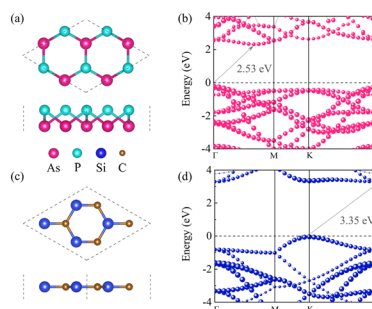 (a)
As P Si C
(b)
Energy (eV)
4
2
0
-2
-4
2.53 eV
Γ M K
(c)
(d)
Energy (eV)
4
2
0
-2
-4
3.35 eV
Γ M K